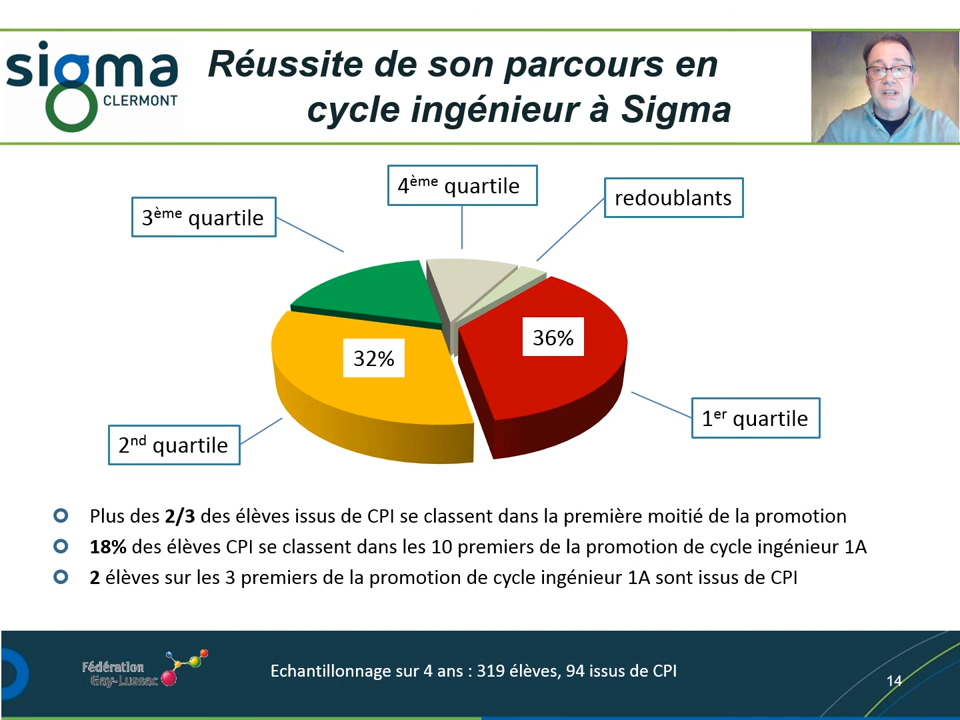 sigma
CLERMONT
Réussite de son parcours en
cycle ingénieur à Sigma
4ème quartile
redoublants
3ème quartile
36%
32%
1er quartile
2nd quartile
Plus des 2/3 des élèves issus de CPI se classent dans la première moitié de la promotion
18% des élèves CPI se classent dans les 10 premiers de la promotion de cycle ingénieur 1A
2 élèves sur les 3 premiers de la promotion de cycle ingénieur 1A sont issus de CPI
Fédération
Gay-Lussac
Echantillonnage sur 4 ans : 319 élèves, 94 issus de CPI
14